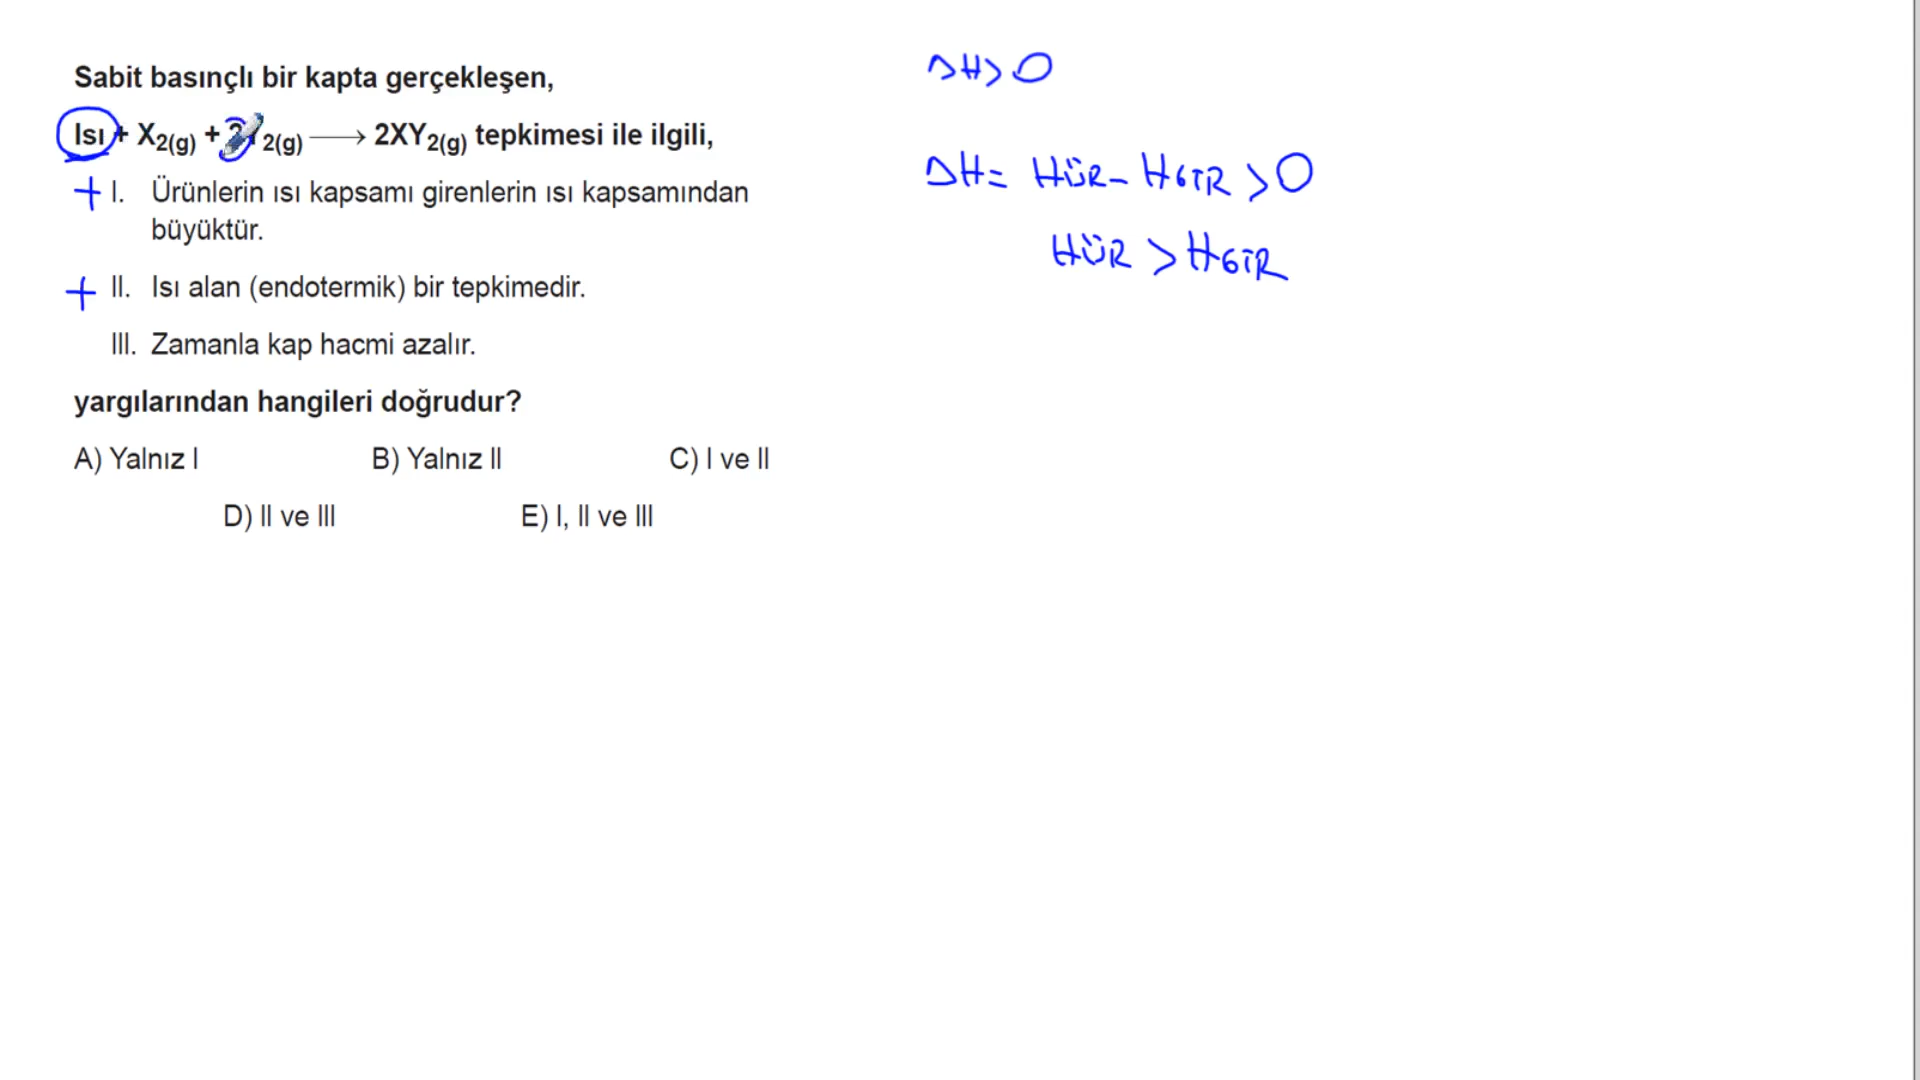 Sabit basınçlı bir kapta gerçekleşen,
Isı + X2(g) + 2Y2(g) ⟶ 2XY2(g) tepkimesi ile ilgili,
+ I. Ürünlerin ısı kapsamı girenlerin ısı kapsamından
büyüktür.
+ II. Isı alan (endotermik) bir tepkimedir.
III. Zamanla kap hacmi azalır.
yargılarından hangileri doğrudur?
A) Yalnız I B) Yalnız II C) I ve II
D) II ve III E) I, II ve III
ΔH>0
ΔH= HÜR- HGİR >0
HÜR > HGİR